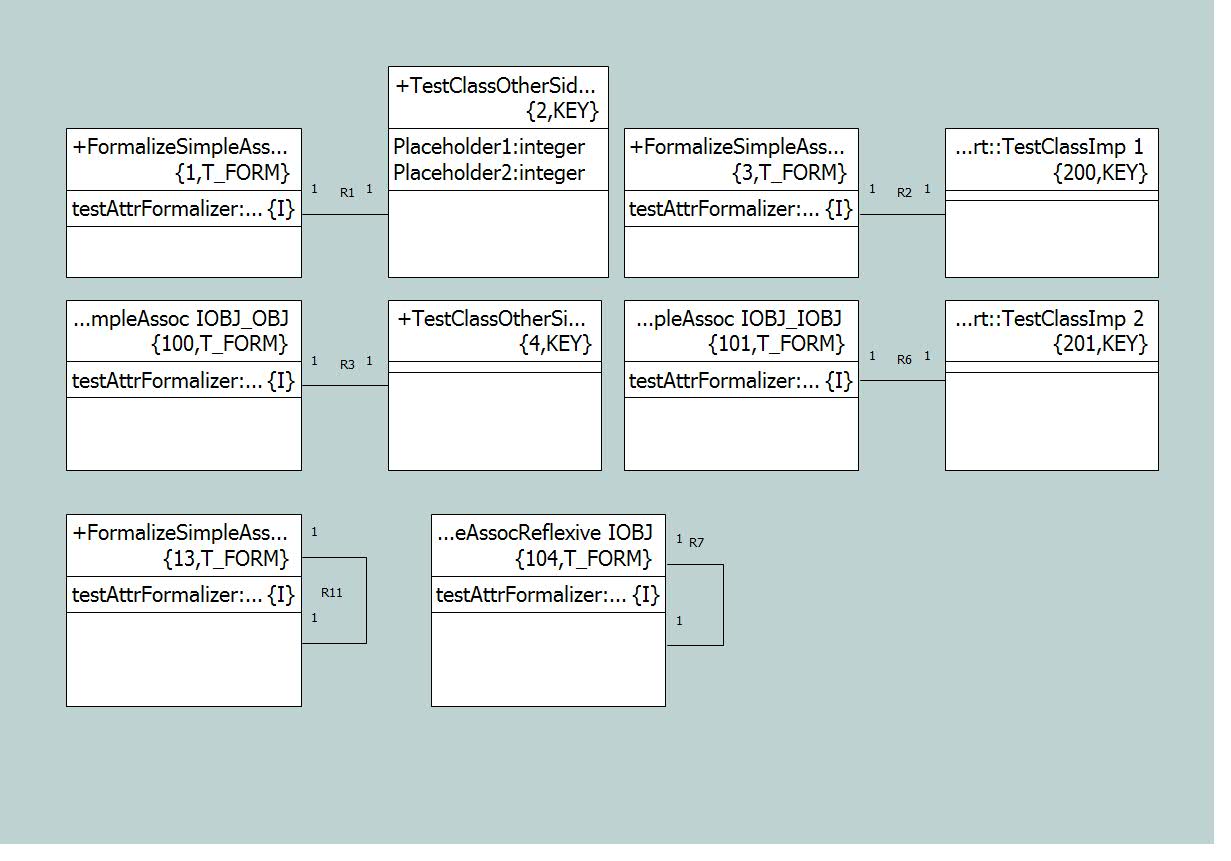 +TestClassOtherSid...
{2,KEY}
Placeholder1:integer
Placeholder2:integer
+FormalizeSimpleAss...
{1,T_FORM}
testAttrFormalizer:... {I}
1 R1 1
+FormalizeSimpleAss...
{3,T_FORM}
testAttrFormalizer:... {I}
1 R2 1
...rt::TestClassImp 1
{200,KEY}
...mpleAssoc IOBJ_OBJ
{100,T_FORM}
testAttrFormalizer:... {I}
1 R3 1
+TestClassOtherSi...
{4,KEY}
...pleAssoc IOBJ_IOBJ
{101,T_FORM}
testAttrFormalizer:... {I}
1 R6 1
...rt::TestClassImp 2
{201,KEY}
+FormalizeSimpleAss...
{13,T_FORM}
testAttrFormalizer:... {I}
1
R11
1
...eAssocReflexive IOBJ
{104,T_FORM}
testAttrFormalizer:... {I}
1 R7
1